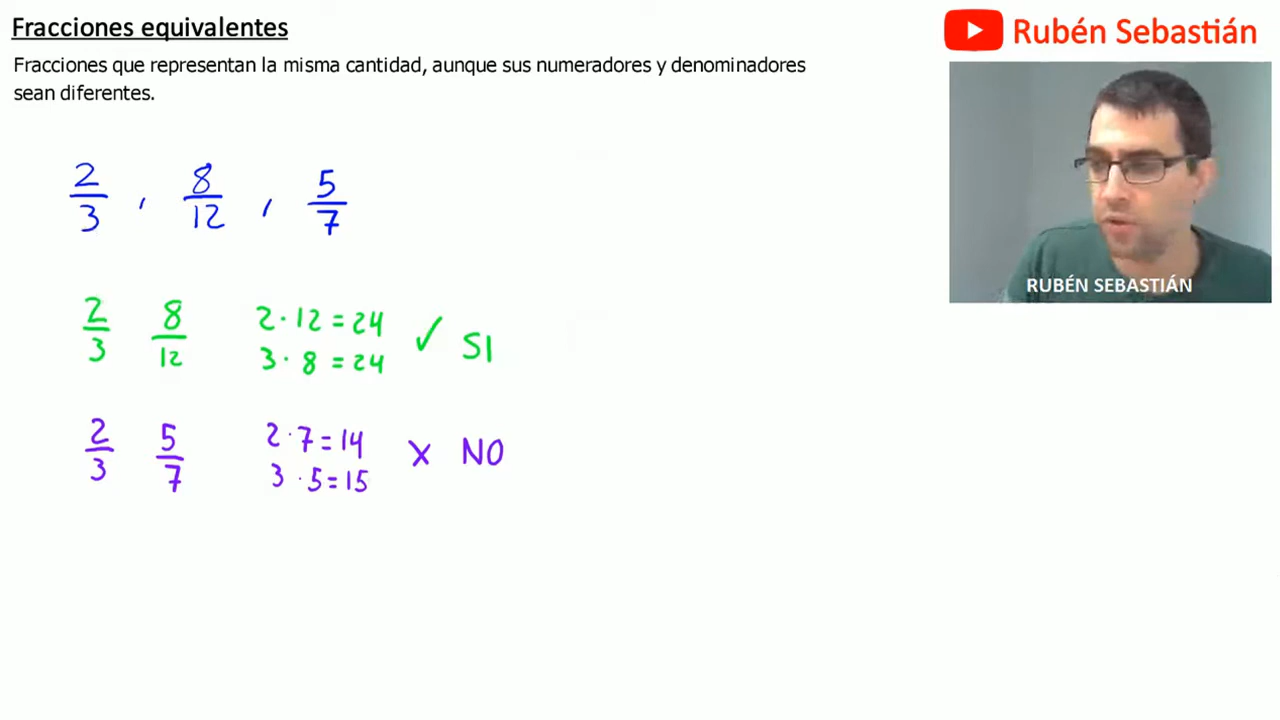 Fracciones equivalentes
Rubén Sebastián
Fracciones que representan la misma cantidad, aunque sus numeradores y denominadores
sean diferentes.
2/3 , 8/12 , 5/7
RUBÉN SEBASTIÁN
2/3 8/12 2·12=24 ✓ SI
3·8=24
2/3 5/7 2·7=14 X NO
3·5=15